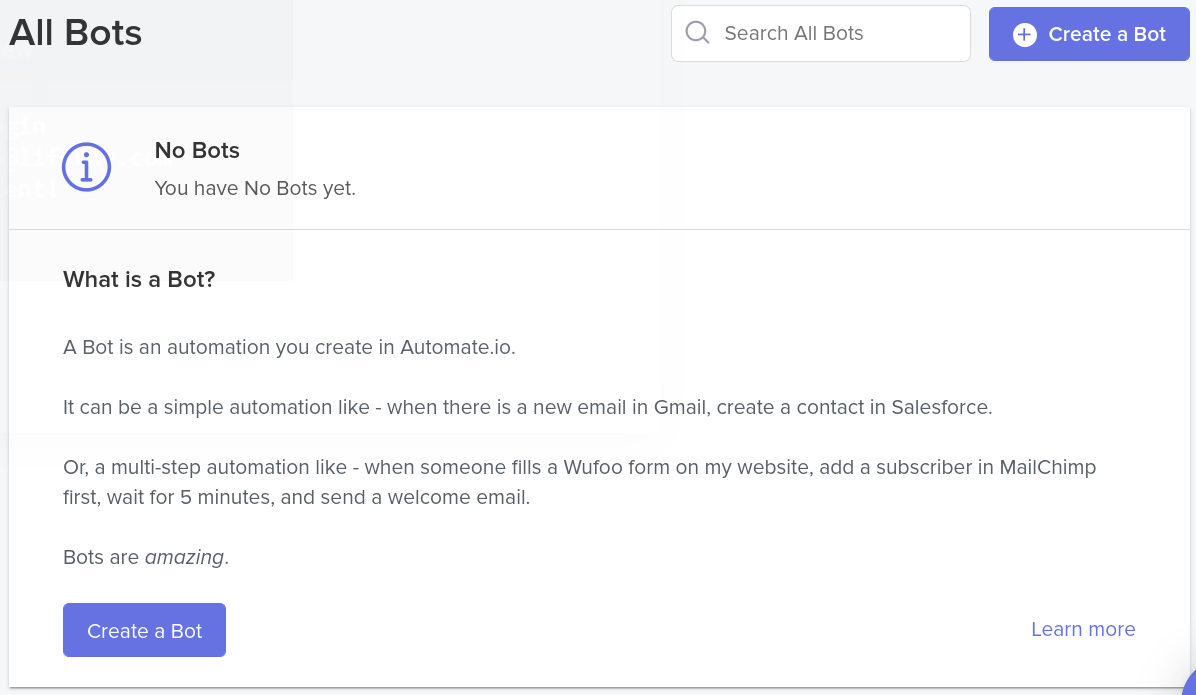 All Bots
Search All Bots
Create a Bot
No Bots
You have No Bots yet.
What is a Bot?
A Bot is an automation you create in Automate.io.
It can be a simple automation like - when there is a new email in Gmail, create a contact in Salesforce.
Or, a multi-step automation like - when someone fills a Wufoo form on my website, add a subscriber in MailChimp
first, wait for 5 minutes, and send a welcome email.
Bots are amazing.
Create a Bot
Learn more